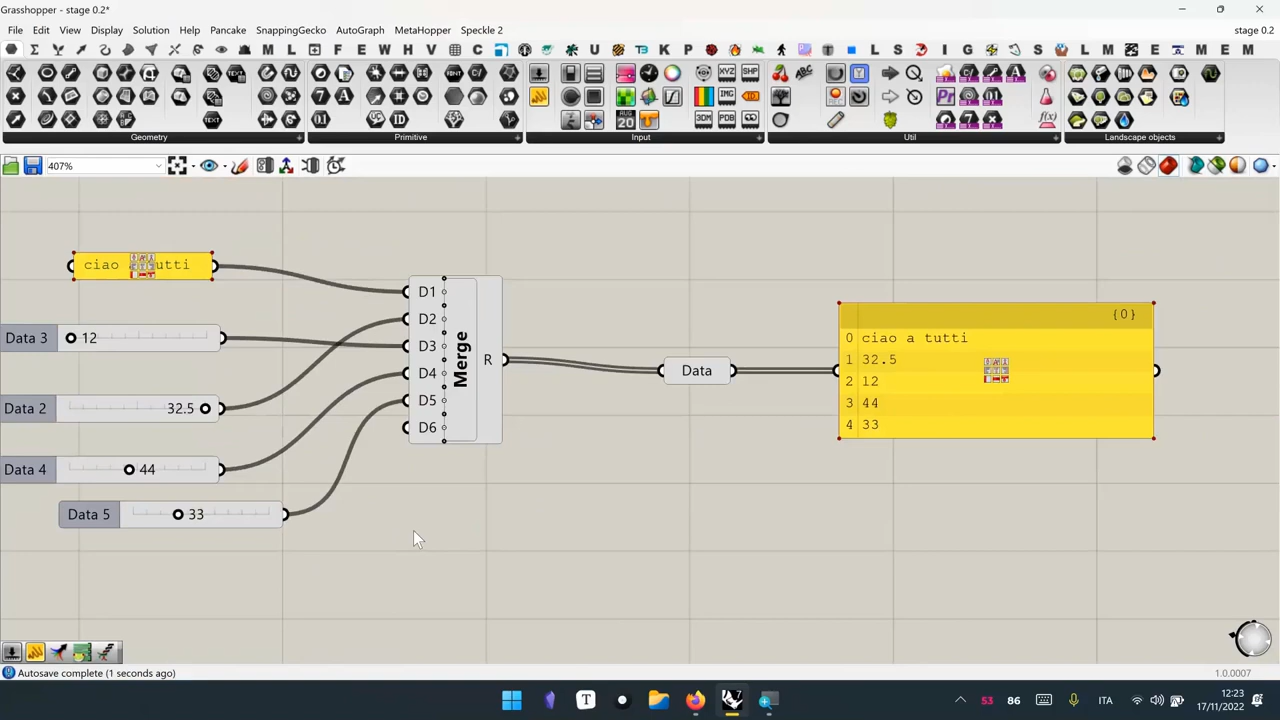 Grasshopper - stage 0.2*
File Edit View Display Solution Help Pancake SnappingGecko AutoGraph MetaHopper Speckle 2
stage 0.2
Geometry Primitive Input Util Landscape objects
407%
ciao utti
D1
D2
Data 3 12
D3
D4
D5
D6
Merge
R
Data
Data 2 32.5
Data 4 44
Data 5 33
{0}
0 ciao a tutti
1 32.5
2 12
3 44
4 33
Autosave complete (1 seconds ago)
1.0.0007
53 86 ITA
12:23
17/11/2022